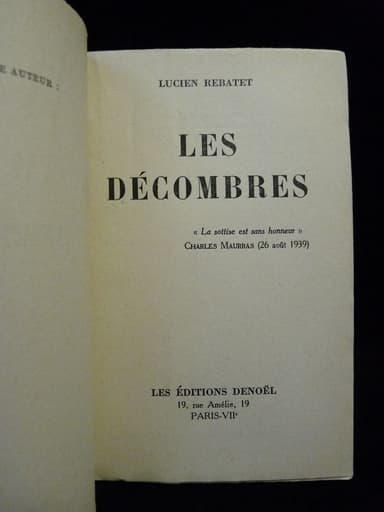 E AUTEUR :
LUCIEN REBATET
LES
DÉCOMBRES
« La sottise est sans honneur »
CHARLES MAURRAS (26 août 1939)
LES ÉDITIONS DENOËL
19, rue Amélie, 19
PARIS-VIIe